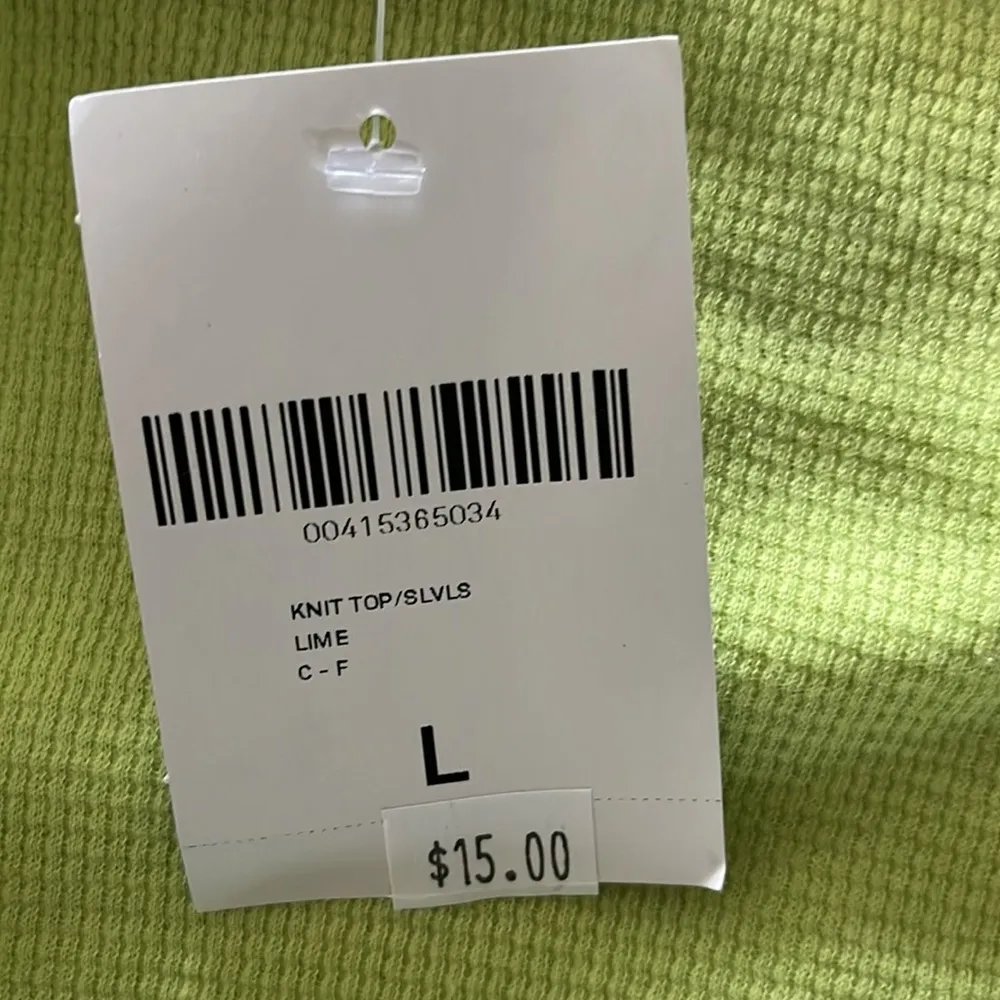 00415365034
KNIT TOP/SLVLS
LIME
C - F
L
$15.00